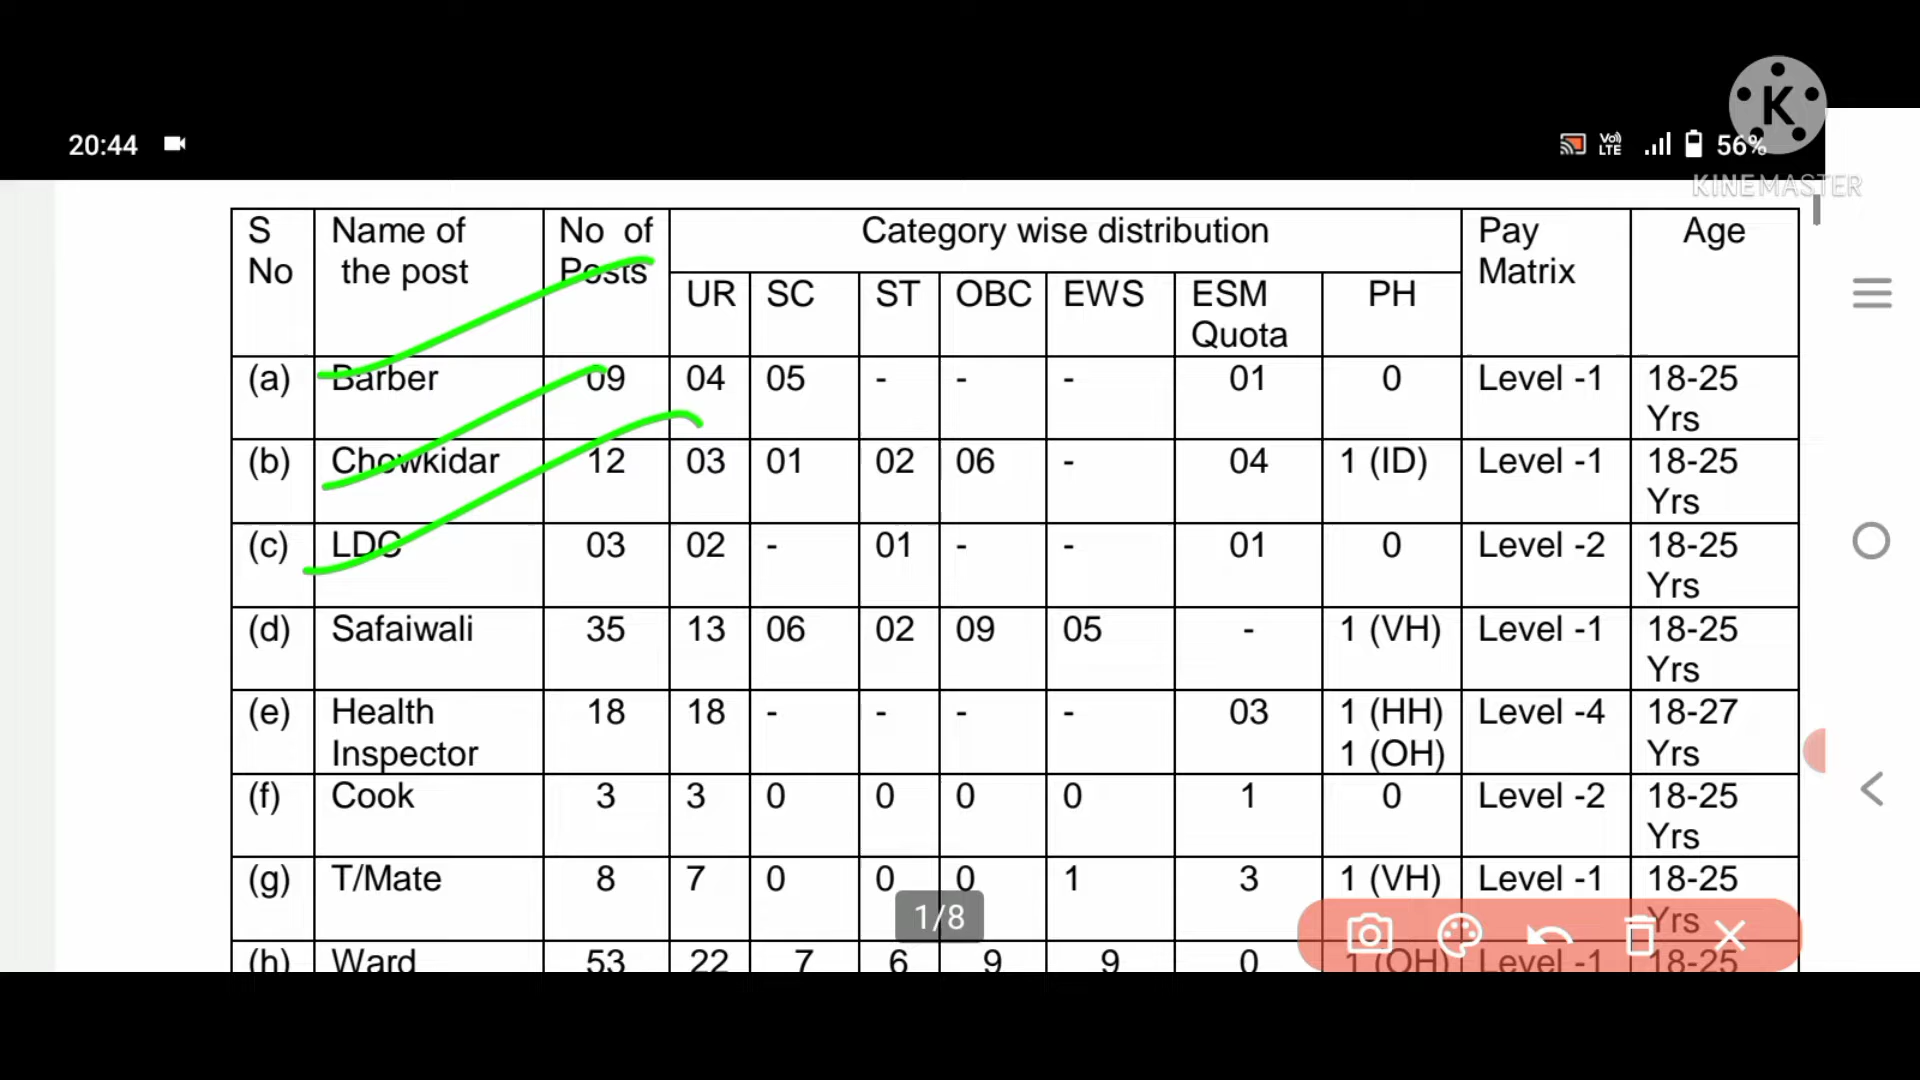 20:44
Vo) LTE
56%
K
KINEMASTER
S No | Name of the post | No of Posts | Category wise distribution | Pay Matrix | Age
UR | SC | ST | OBC | EWS | ESM Quota | PH
(a) | Barber | 09 | 04 | 05 | - | - | - | 01 | 0 | Level -1 | 18-25 Yrs
(b) | Chowkidar | 12 | 03 | 01 | 02 | 06 | - | 04 | 1 (ID) | Level -1 | 18-25 Yrs
(c) | LDC | 03 | 02 | - | 01 | - | - | 01 | 0 | Level -2 | 18-25 Yrs
(d) | Safaiwali | 35 | 13 | 06 | 02 | 09 | 05 | - | 1 (VH) | Level -1 | 18-25 Yrs
(e) | Health Inspector | 18 | 18 | - | - | - | - | 03 | 1 (HH) 1 (OH) | Level -4 | 18-27 Yrs
(f) | Cook | 3 | 3 | 0 | 0 | 0 | 0 | 1 | 0 | Level -2 | 18-25 Yrs
(g) | T/Mate | 8 | 7 | 0 | 0 | 0 | 1 | 3 | 1 (VH) | Level -1 | 18-25 Yrs
1/8
(h) | Ward | 53 | 22 | 7 | 6 | 9 | 9 | 0 | 1 (OH) | Level -1 | 18-25